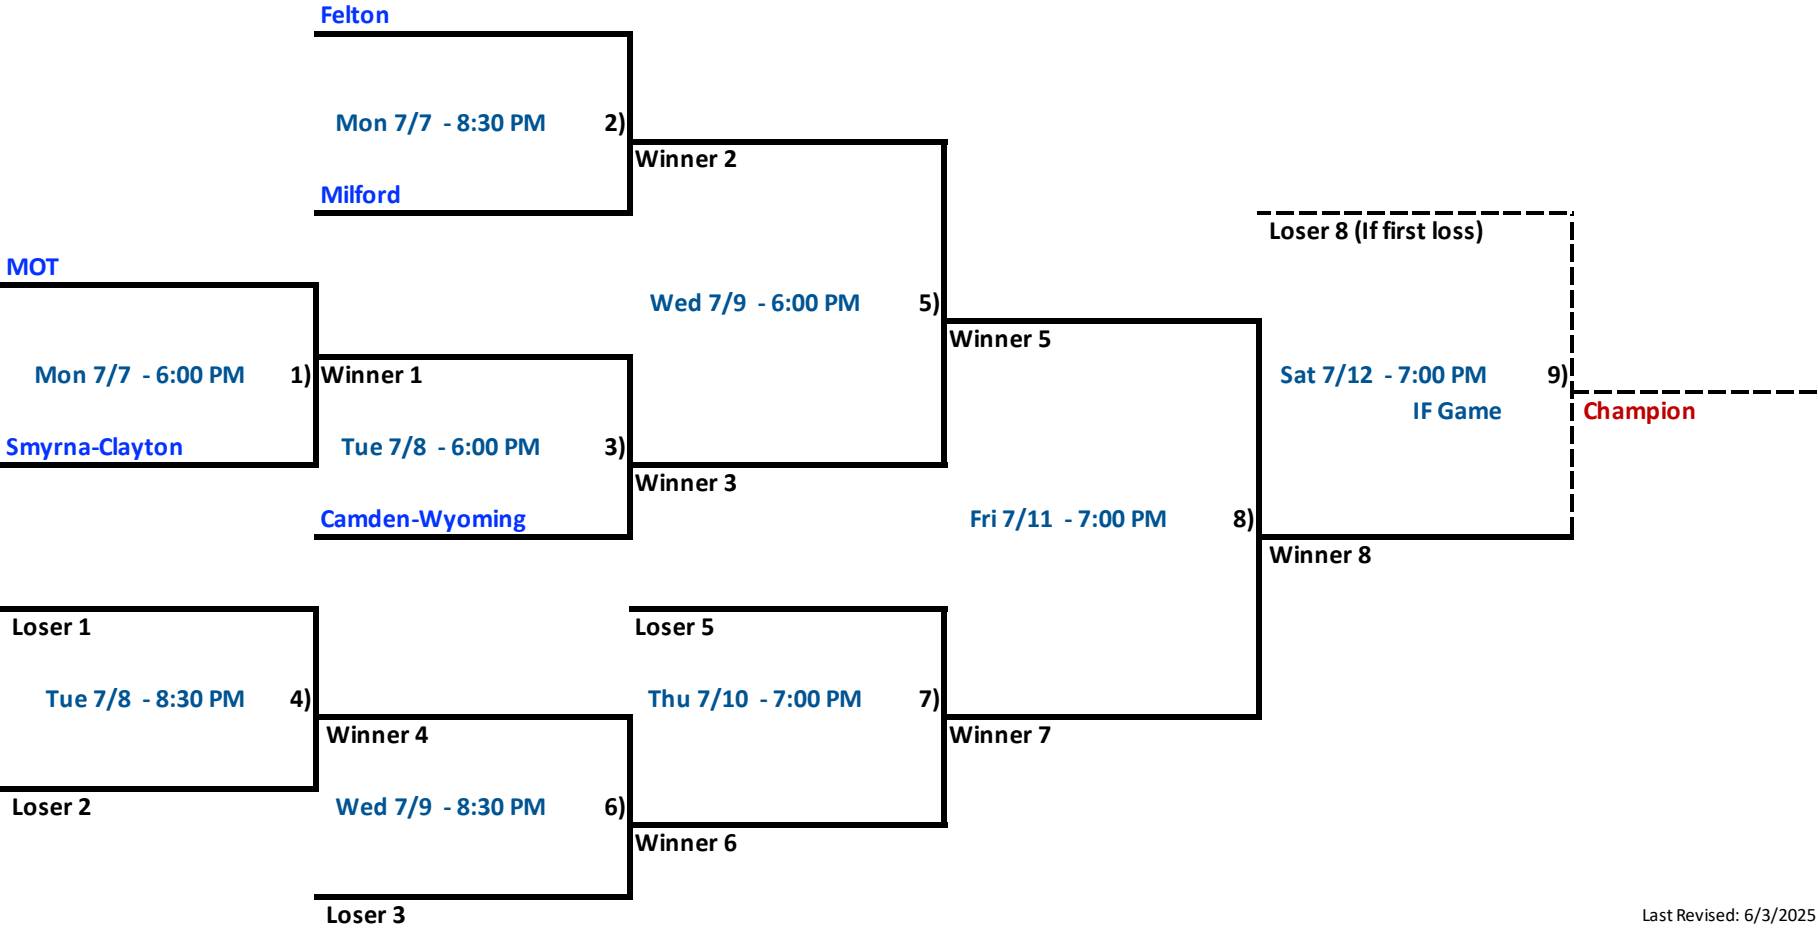 Felton
Mon 7/7 - 8:30 PM 2)
Winner 2
Milford
Loser 8 (If first loss)
MOT
Wed 7/9 - 6:00 PM 5)
Winner 5
Mon 7/7 - 6:00 PM 1) Winner 1
Sat 7/12 - 7:00 PM 9)
IF Game
Champion
Smyrna-Clayton
Tue 7/8 - 6:00 PM 3)
Winner 3
Camden-Wyoming
Fri 7/11 - 7:00 PM 8)
Winner 8
Loser 1
Loser 5
Tue 7/8 - 8:30 PM 4)
Thu 7/10 - 7:00 PM 7)
Winner 4
Winner 7
Loser 2
Wed 7/9 - 8:30 PM 6)
Winner 6
Loser 3
Last Revised: 6/3/2025